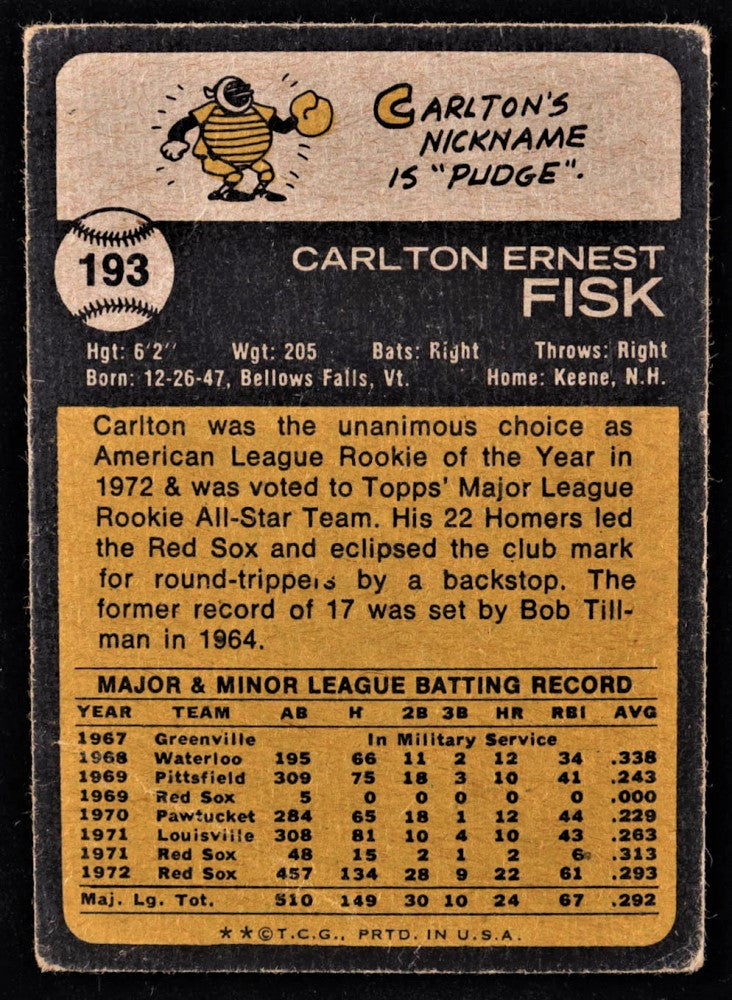 CARLTON'S
NICKNAME
IS "PUDGE".
193
CARLTON ERNEST
FISK
Hgt: 6'2" Wgt: 205 Bats: Right Throws: Right
Born: 12-26-47, Bellows Falls, Vt. Home: Keene, N.H.
Carlton was the unanimous choice as
American League Rookie of the Year in
1972 & was voted to Topps' Major League
Rookie All-Star Team. His 22 Homers led
the Red Sox and eclipsed the club mark
for round-trippers by a backstop. The
former record of 17 was set by Bob Till-
man in 1964.
MAJOR & MINOR LEAGUE BATTING RECORD
YEAR TEAM AB H 2B 3B HR RBI AVG
1967 Greenville In Military Service
1968 Waterloo 195 66 11 2 12 34 .338
1969 Pittsfield 309 75 18 3 10 41 .243
1969 Red Sox 5 0 0 0 0 0 .000
1970 Pawtucket 284 65 18 1 12 44 .229
1971 Louisville 308 81 10 4 10 43 .263
1971 Red Sox 48 15 2 1 2 6 .313
1972 Red Sox 457 134 28 9 22 61 .293
Maj. Lg. Tot. 510 149 30 10 24 67 .292
★★©T.C.G., PRTD. IN U.S.A.